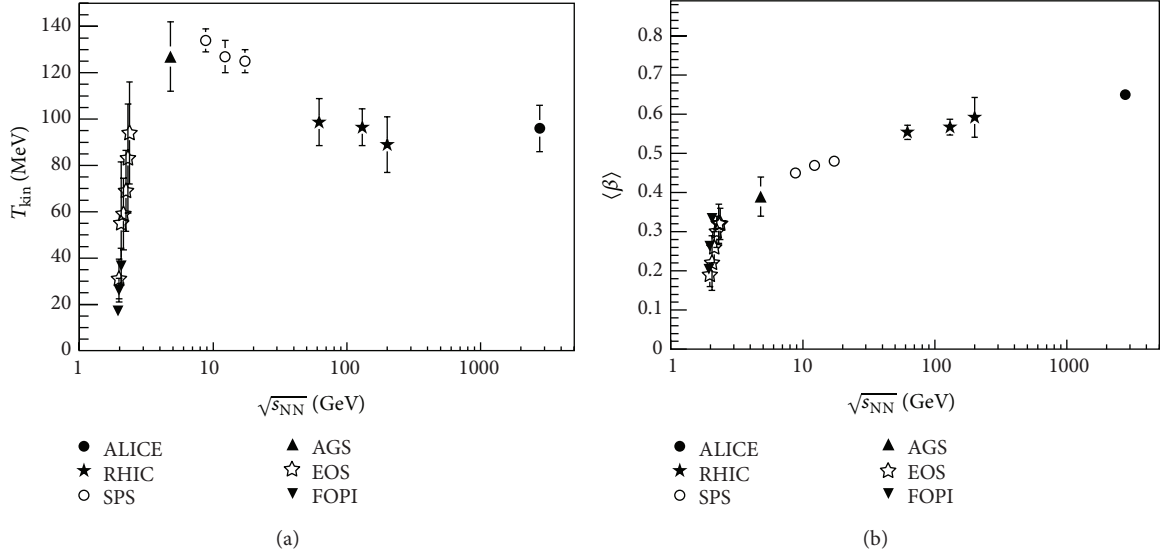 140
120
100
80
60
40
20
0
T_kin (MeV)
1 10 100 1000
√s_NN (GeV)
ALICE AGS
RHIC EOS
SPS FOPI
(a)
0.8
0.7
0.6
0.5
0.4
0.3
0.2
0.1
0
⟨β⟩
1 10 100 1000
√s_NN (GeV)
ALICE AGS
RHIC EOS
SPS FOPI
(b)